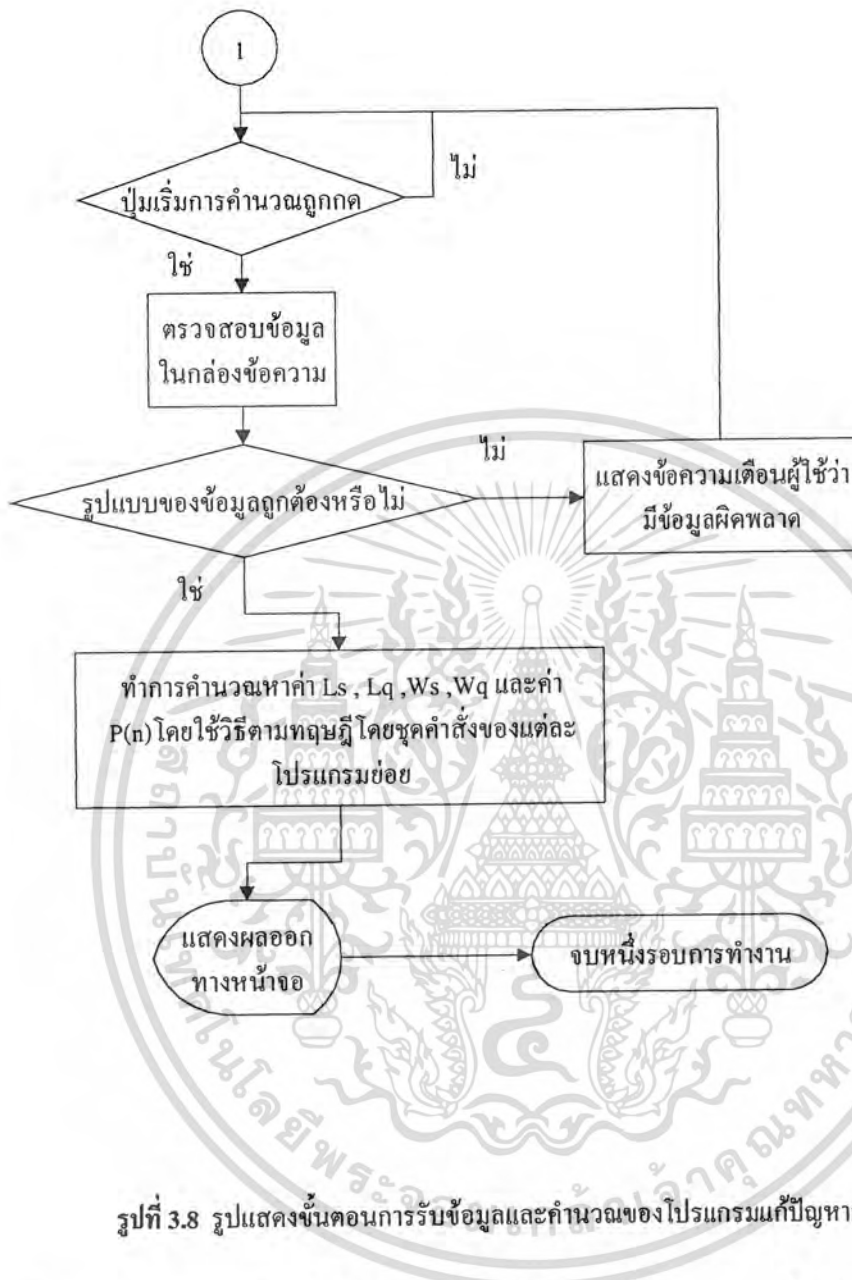 1
ไม่
ปุ่มเริ่มการคำนวณถูกกด
ใช่
ตรวจสอบข้อมูล
ในกล่องข้อความ
ไม่
แสดงข้อความเตือนผู้ใช้ว่า
มีข้อมูลผิดพลาด
รูปแบบของข้อมูลถูกต้องหรือไม่
ใช่
ทำการคำนวณหาค่า Ls , Lq ,Ws ,Wq และค่า
P(n) โดยใช้วิธีตามทฤษฎีโดยชุดคำสั่งของแต่ละ
โปรแกรมย่อย
แสดงผลออก
ทางหน้าจอ
จบหนึ่งรอบการทำงาน
รูปที่ 3.8 รูปแสดงขั้นตอนการรับข้อมูลและคำนวณของโปรแกรมแก้ปัญหา